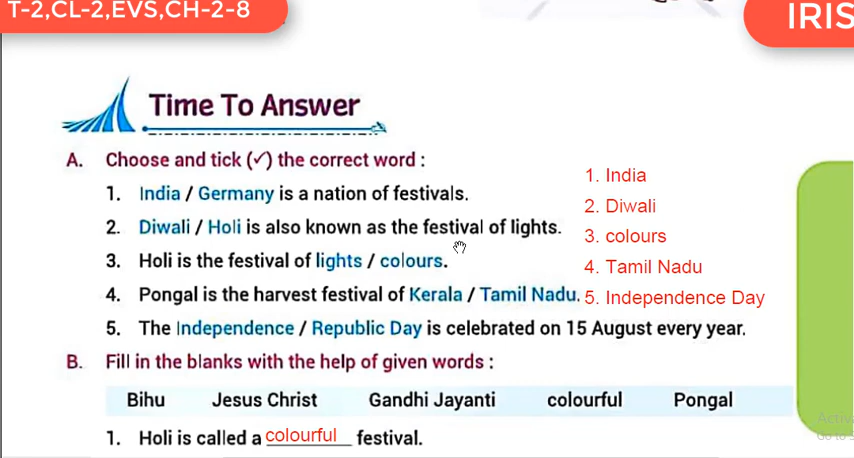 T-2,CL-2,EVS,CH-2-8
IRIS
Time To Answer
A. Choose and tick (✓) the correct word :
1. India / Germany is a nation of festivals.
2. Diwali / Holi is also known as the festival of lights.
3. Holi is the festival of lights / colours.
4. Pongal is the harvest festival of Kerala / Tamil Nadu.
5. The Independence / Republic Day is celebrated on 15 August every year.
1. India
2. Diwali
3. colours
4. Tamil Nadu
5. Independence Day
B. Fill in the blanks with the help of given words :
Bihu Jesus Christ Gandhi Jayanti colourful Pongal
1. Holi is called a colourful festival.